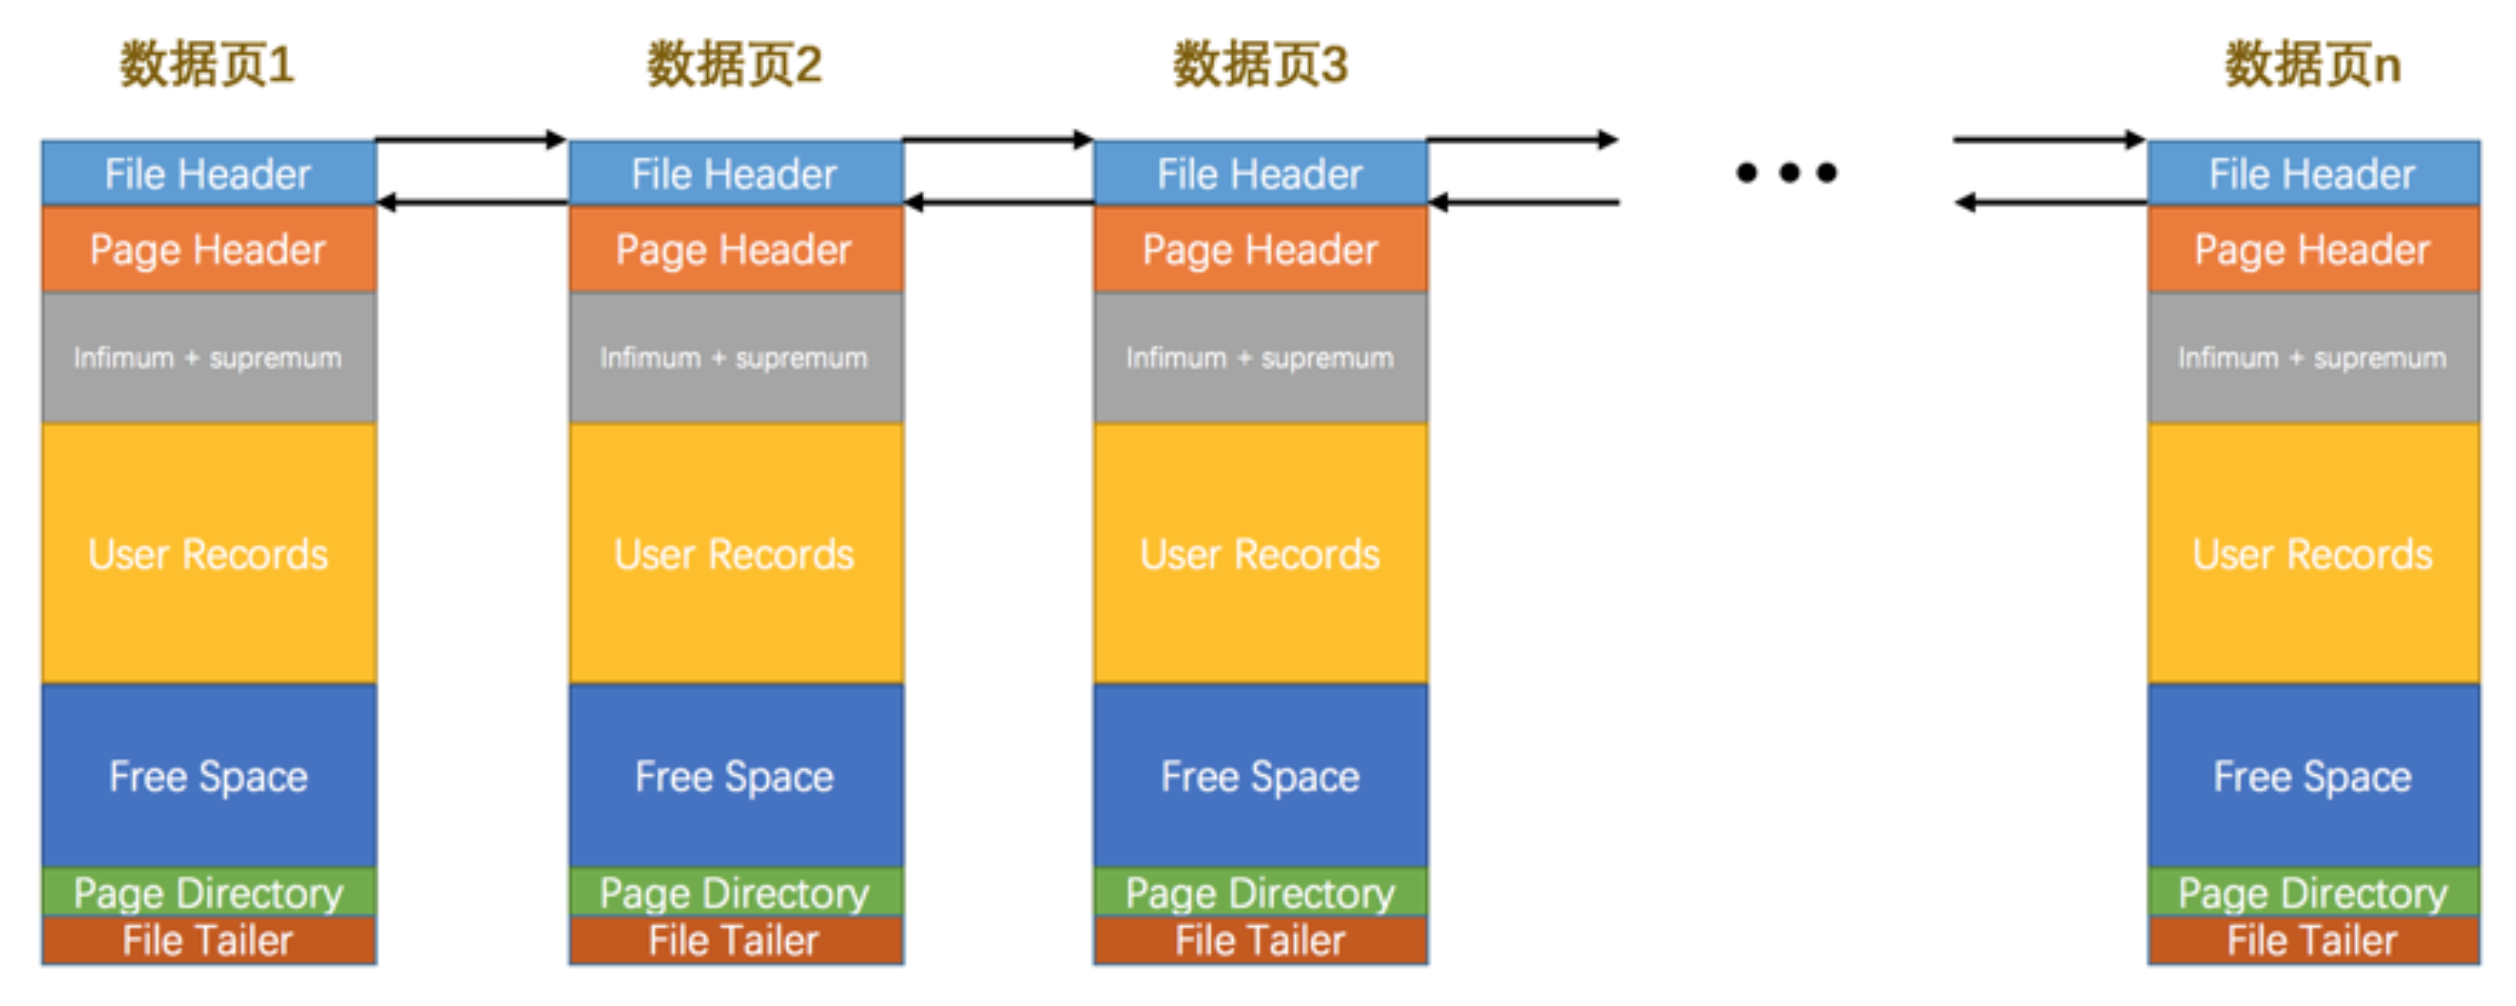 数据页1
数据页2
数据页3
数据页n
File Header
File Header
File Header
File Header
Page Header
Page Header
Page Header
Page Header
Infimum + supremum
Infimum + supremum
Infimum + supremum
Infimum + supremum
User Records
User Records
User Records
User Records
Free Space
Free Space
Free Space
Free Space
Page Directory
Page Directory
Page Directory
Page Directory
File Tailer
File Tailer
File Tailer
File Tailer